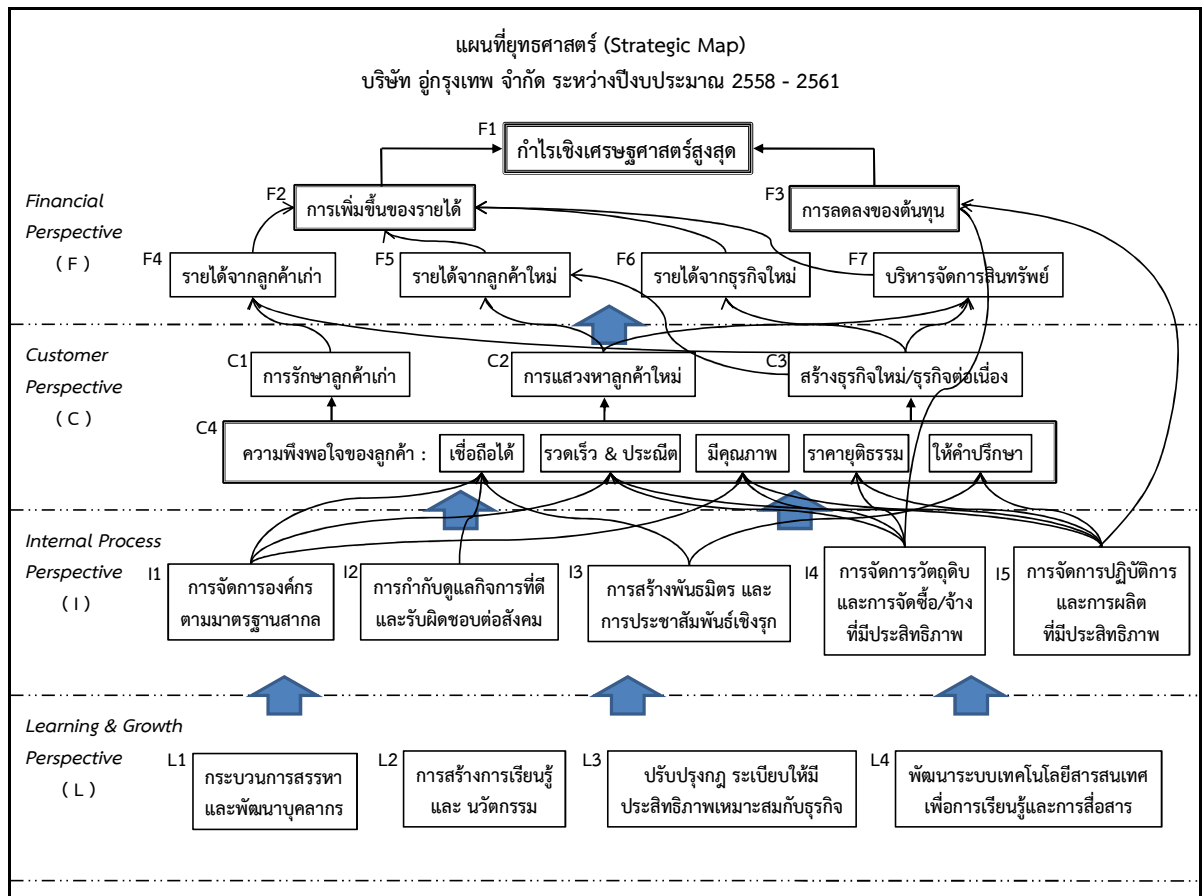 แผนที่ยุทธศาสตร์ (Strategic Map)
บริษัท อู่กรุงเทพ จำกัด ระหว่างปีงบประมาณ 2558 - 2561
F1
กำไรเชิงเศรษฐศาสตร์สูงสุด
Financial
Perspective
( F )
F2
การเพิ่มขึ้นของรายได้
F3
การลดลงของต้นทุน
F4
รายได้จากลูกค้าเก่า
F5
รายได้จากลูกค้าใหม่
F6
รายได้จากธุรกิจใหม่
F7
บริหารจัดการสินทรัพย์
Customer
Perspective
( C )
C1
การรักษาลูกค้าเก่า
C2
การแสวงหาลูกค้าใหม่
C3
สร้างธุรกิจใหม่/ธุรกิจต่อเนื่อง
C4
ความพึงพอใจของลูกค้า :
เชื่อถือได้
รวดเร็ว & ประณีต
มีคุณภาพ
ราคายุติธรรม
ให้คำปรึกษา
Internal Process
Perspective
( I )
I1
การจัดการองค์กร
ตามมาตรฐานสากล
I2
การกำกับดูแลกิจการที่ดี
และรับผิดชอบต่อสังคม
I3
การสร้างพันธมิตร และ
การประชาสัมพันธ์เชิงรุก
I4
การจัดการวัตถุดิบ
และการจัดซื้อ/จ้าง
ที่มีประสิทธิภาพ
I5
การจัดการปฏิบัติการ
และการผลิต
ที่มีประสิทธิภาพ
Learning & Growth
Perspective
( L )
L1
กระบวนการสรรหา
และพัฒนาบุคลากร
L2
การสร้างการเรียนรู้
และ นวัตกรรม
L3
ปรับปรุงกฎ ระเบียบให้มี
ประสิทธิภาพเหมาะสมกับธุรกิจ
L4
พัฒนาระบบเทคโนโลยีสารสนเทศ
เพื่อการเรียนรู้และการสื่อสาร